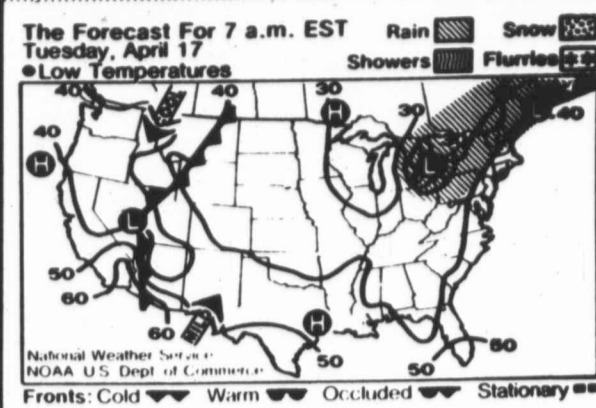 The Forecast For 7 a.m. EST
Tuesday, April 17
●Low Temperatures
Rain Snow
Showers Flurries
40 40 30 30 40
40 H H L L
H
L
50
60
60 H
50 50 60
National Weather Service
NOAA U S Dept of Commerce
Fronts: Cold Warm Occluded Stationary